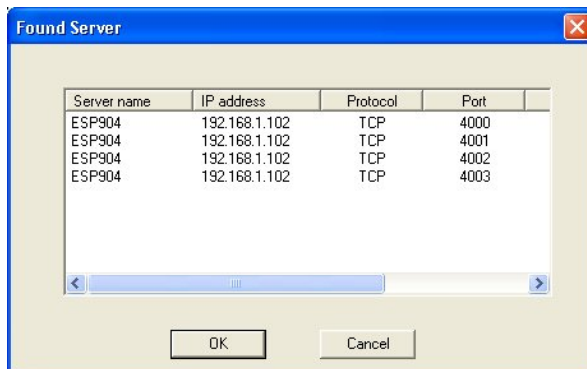 Found Server
Server name IP address Protocol Port
ESP904 192.168.1.102 TCP 4000
ESP904 192.168.1.102 TCP 4001
ESP904 192.168.1.102 TCP 4002
ESP904 192.168.1.102 TCP 4003
OK Cancel